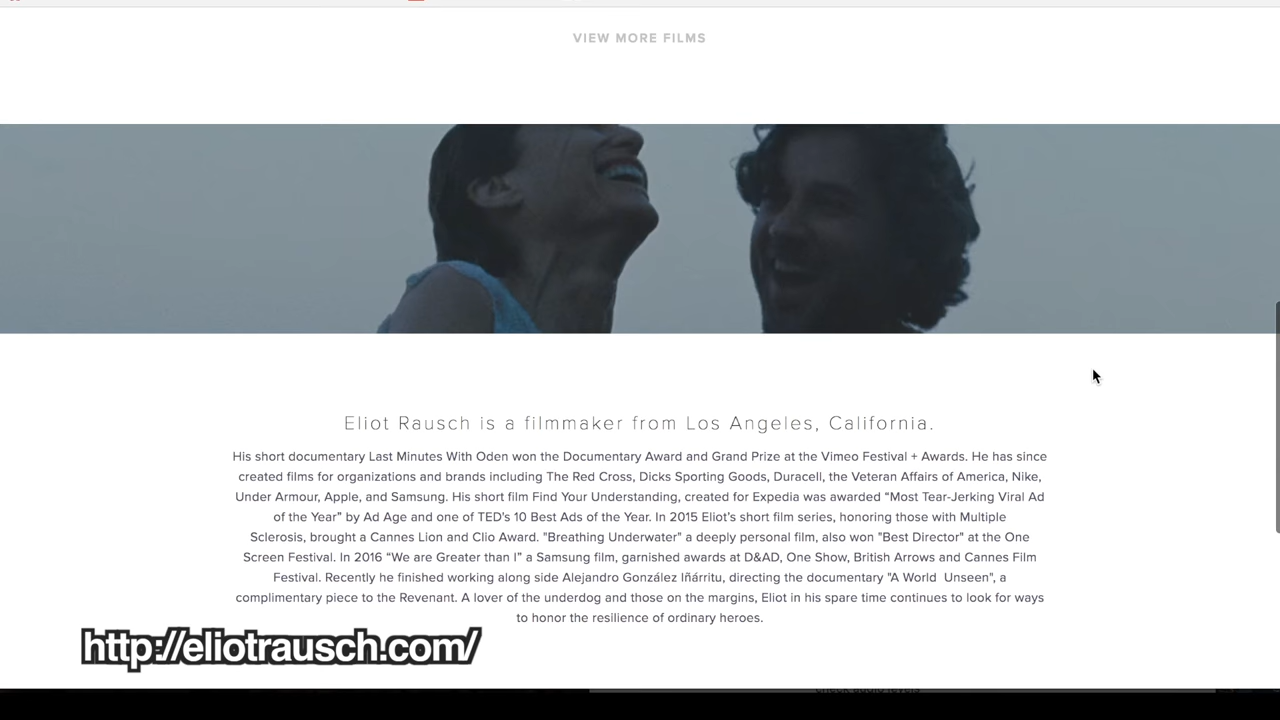 VIEW MORE FILMS
Eliot Rausch is a filmmaker from Los Angeles, California.
His short documentary Last Minutes With Oden won the Documentary Award and Grand Prize at the Vimeo Festival + Awards. He has since
created films for organizations and brands including The Red Cross, Dicks Sporting Goods, Duracell, the Veteran Affairs of America, Nike,
Under Armour, Apple, and Samsung. His short film Find Your Understanding, created for Expedia was awarded “Most Tear-Jerking Viral Ad
of the Year” by Ad Age and one of TED's 10 Best Ads of the Year. In 2015 Eliot's short film series, honoring those with Multiple
Sclerosis, brought a Cannes Lion and Clio Award. "Breathing Underwater" a deeply personal film, also won "Best Director" at the One
Screen Festival. In 2016 “We are Greater than I” a Samsung film, garnished awards at D&AD, One Show, British Arrows and Cannes Film
Festival. Recently he finished working along side Alejandro González Iñárritu, directing the documentary "A World Unseen", a
complimentary piece to the Revenant. A lover of the underdog and those on the margins, Eliot in his spare time continues to look for ways
to honor the resilience of ordinary heroes.
http://eliotrausch.com/